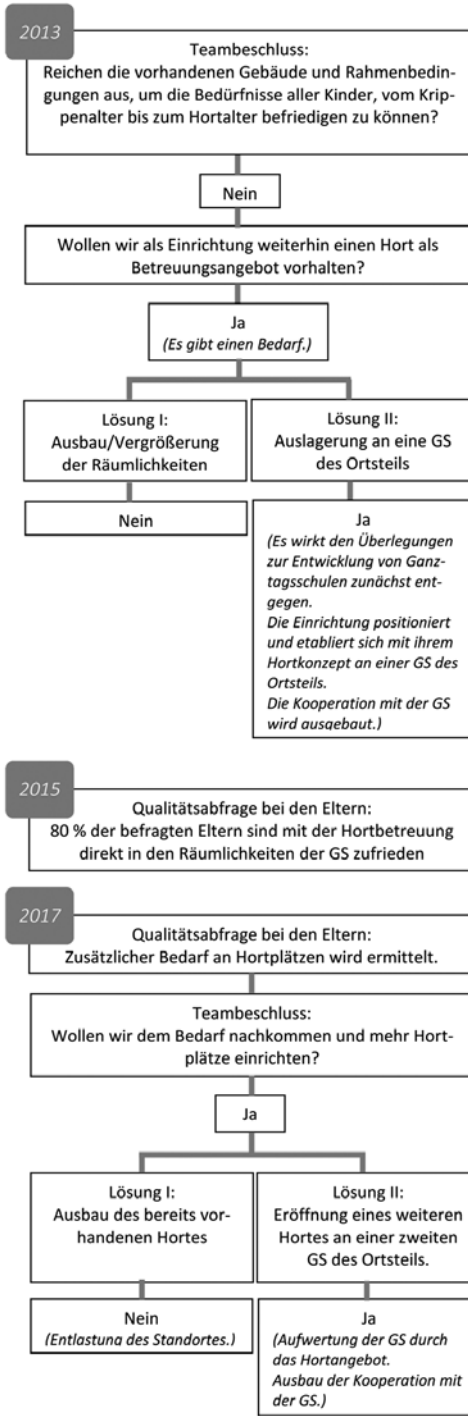 2013
Teambeschluss:
Reichen die vorhandenen Gebäude und Rahmenbedin-
gungen aus, um die Bedürfnisse aller Kinder, vom Krip-
penalter bis zum Hortalter befriedigen zu können?
Nein
Wollen wir als Einrichtung weiterhin einen Hort als
Betreuungsangebot vorhalten?
Ja
(Es gibt einen Bedarf.)
Lösung I:
Ausbau/Vergrößerung
der Räumlichkeiten
Nein
Lösung II:
Auslagerung an eine GS
des Ortsteils
Ja
(Es wirkt den Überlegungen
zur Entwicklung von Ganz-
tagsschulen zunächst ent-
gegen.
Die Einrichtung positioniert
und etabliert sich mit ihrem
Hortkonzept an einer GS des
Ortsteils.
Die Kooperation mit der GS
wird ausgebaut.)
2015
Qualitätsabfrage bei den Eltern:
80 % der befragten Eltern sind mit der Hortbetreuung
direkt in den Räumlichkeiten der GS zufrieden
2017
Qualitätsabfrage bei den Eltern:
Zusätzlicher Bedarf an Hortplätzen wird ermittelt.
Teambeschluss:
Wollen wir dem Bedarf nachkommen und mehr Hort-
plätze einrichten?
Ja
Lösung I:
Ausbau des bereits vor-
handenen Hortes
Nein
(Entlastung des Standortes.)
Lösung II:
Eröffnung eines weiteren
Hortes an einer zweiten
GS des Ortsteils.
Ja
(Aufwertung der GS durch
das Hortangebot.
Ausbau der Kooperation mit
der GS.)